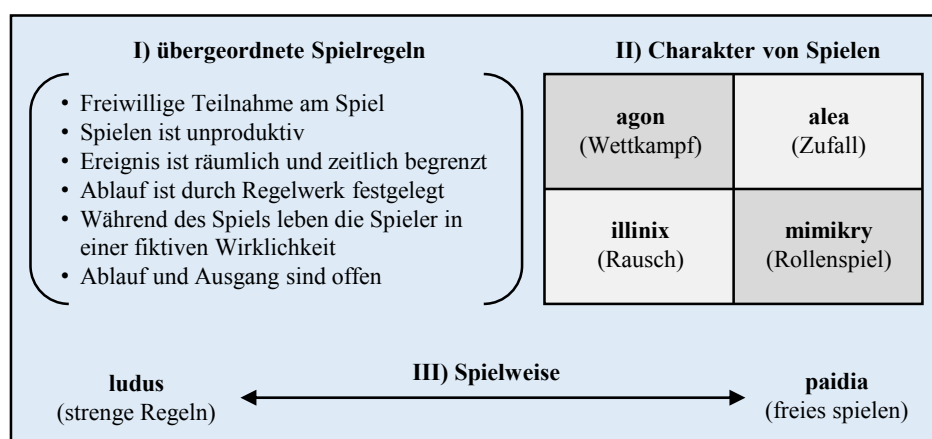 I) übergeordnete Spielregeln
• Freiwillige Teilnahme am Spiel
• Spielen ist unproduktiv
• Ereignis ist räumlich und zeitlich begrenzt
• Ablauf ist durch Regelwerk festgelegt
• Während des Spiels leben die Spieler in
einer fiktiven Wirklichkeit
• Ablauf und Ausgang sind offen
II) Charakter von Spielen
agon
(Wettkampf)
alea
(Zufall)
illinix
(Rausch)
mimikry
(Rollenspiel)
III) Spielweise
ludus
(strenge Regeln)
paidia
(freies spielen)